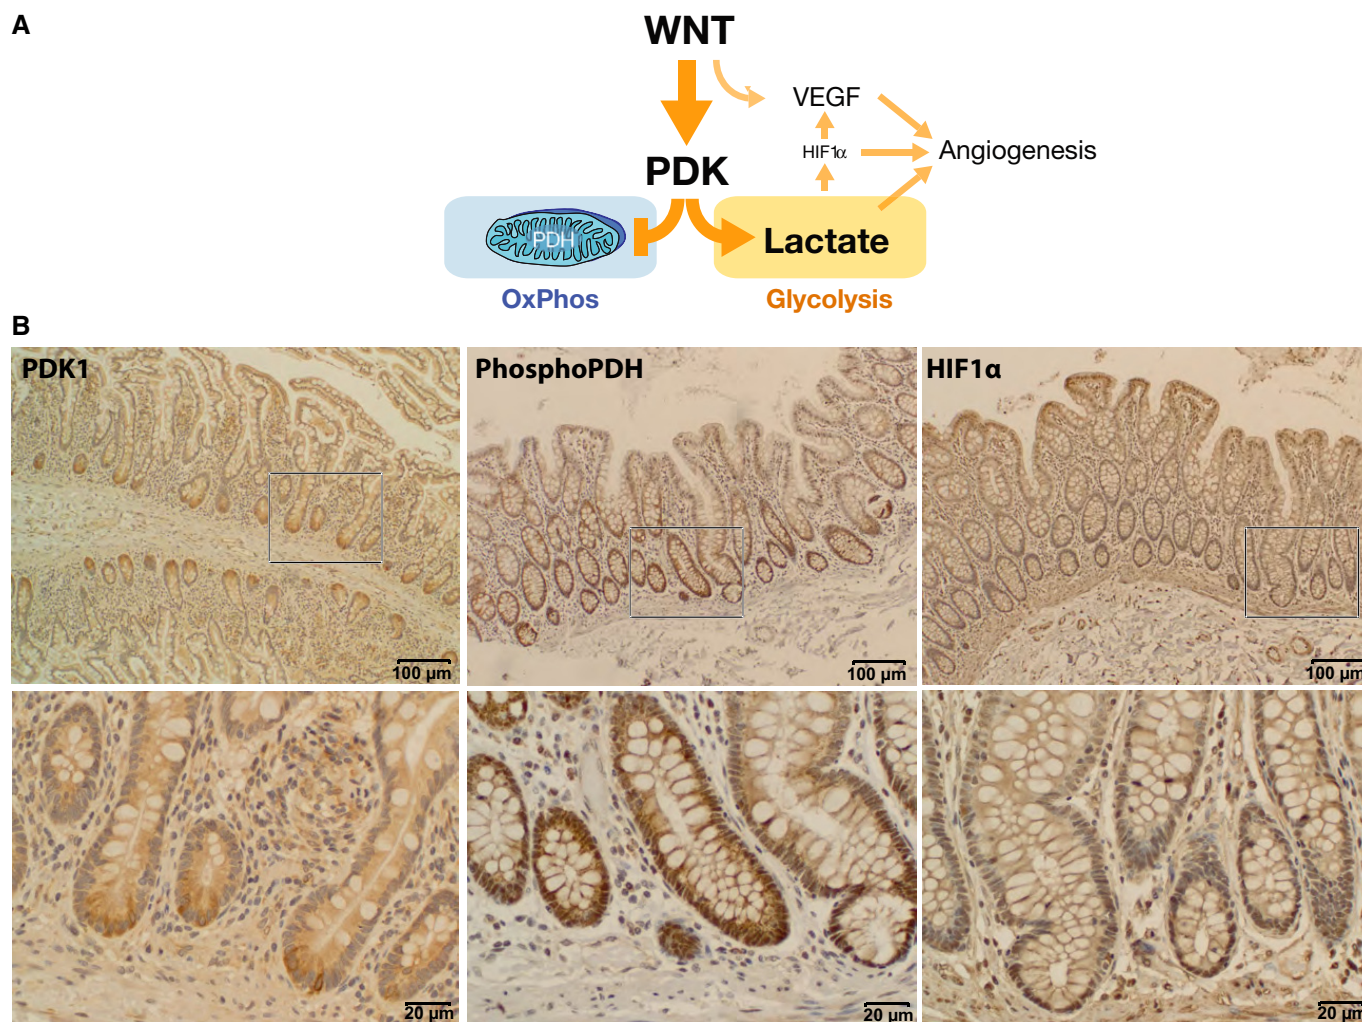 A
WNT
VEGF
HIF1α
Angiogenesis
PDK
PDH
Lactate
OxPhos
Glycolysis
B
PDK1
PhosphoPDH
HIF1α
100 µm
100 µm
100 µm
20 µm
20 µm
20 µm